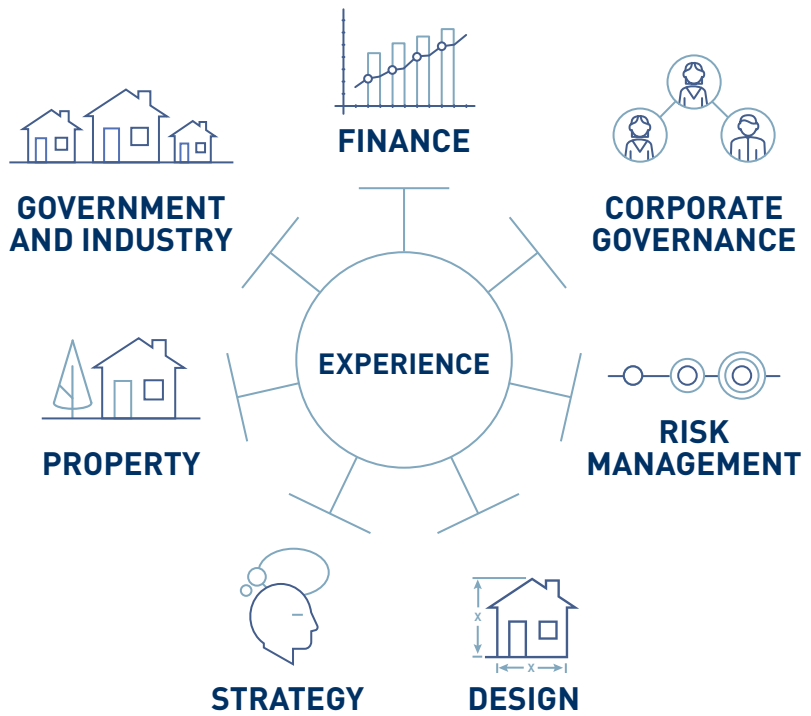 FINANCE
GOVERNMENT
AND INDUSTRY
CORPORATE
GOVERNANCE
EXPERIENCE
PROPERTY
RISK
MANAGEMENT
X
X
STRATEGY
DESIGN